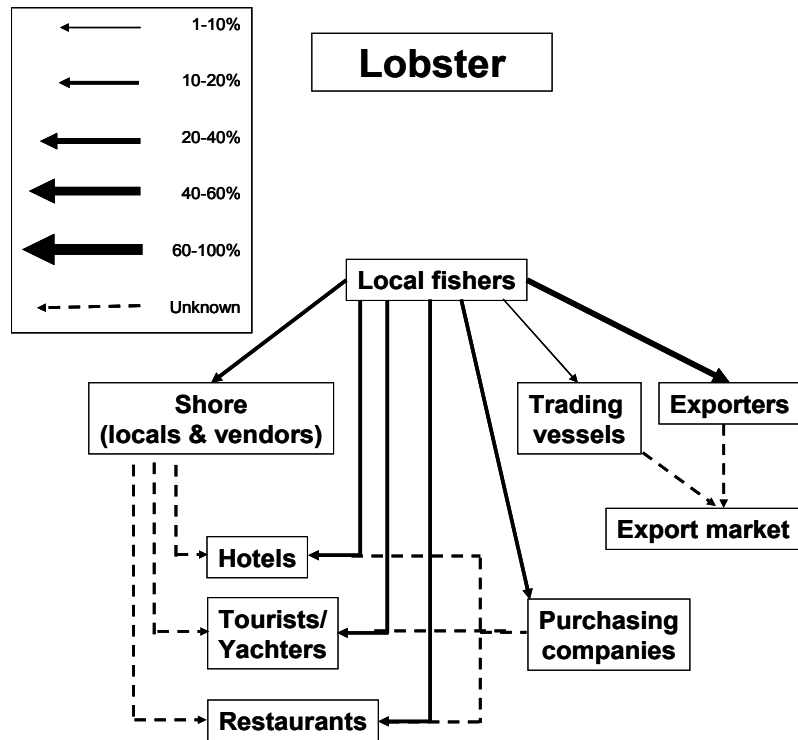 1-10%
10-20%
20-40%
40-60%
60-100%
Unknown
Lobster
Local fishers
Shore
(locals & vendors)
Trading
vessels
Exporters
Export market
Hotels
Tourists/
Yachters
Purchasing
companies
Restaurants